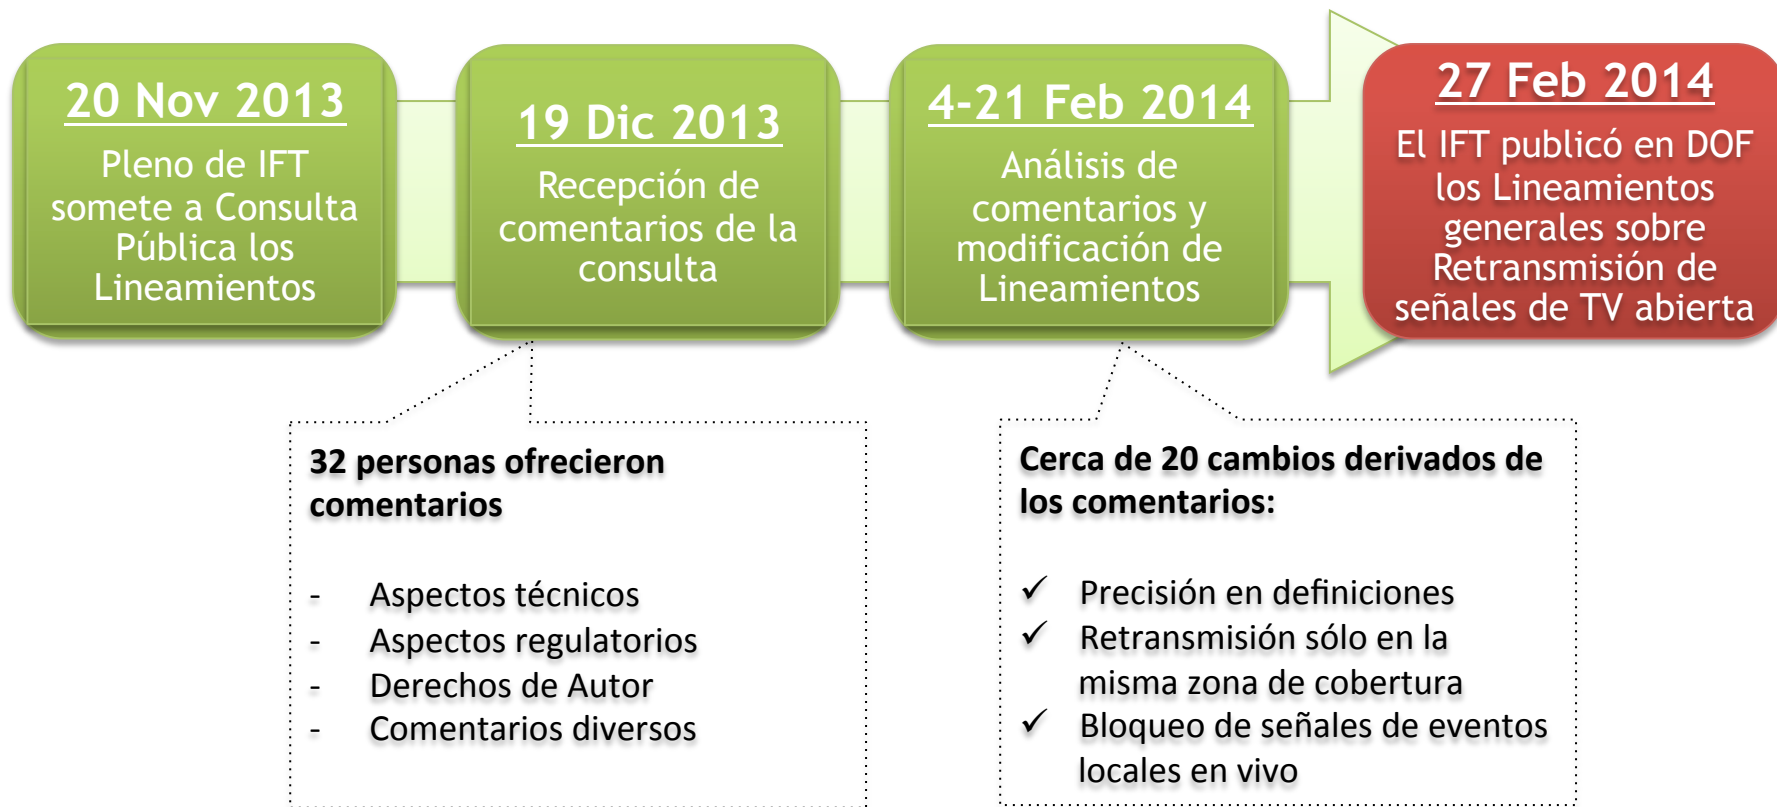 20 Nov 2013
Pleno de IFT
somete a Consulta
Pública los
Lineamientos
19 Dic 2013
Recepción de
comentarios de la
consulta
4-21 Feb 2014
Análisis de
comentarios y
modificación de
Lineamientos
27 Feb 2014
El IFT publicó en DOF
los Lineamientos
generales sobre
Retransmisión de
señales de TV abierta
32 personas ofrecieron
comentarios
- Aspectos técnicos
- Aspectos regulatorios
- Derechos de Autor
- Comentarios diversos
Cerca de 20 cambios derivados de
los comentarios:
✓ Precisión en definiciones
✓ Retransmisión sólo en la
misma zona de cobertura
✓ Bloqueo de señales de eventos
locales en vivo